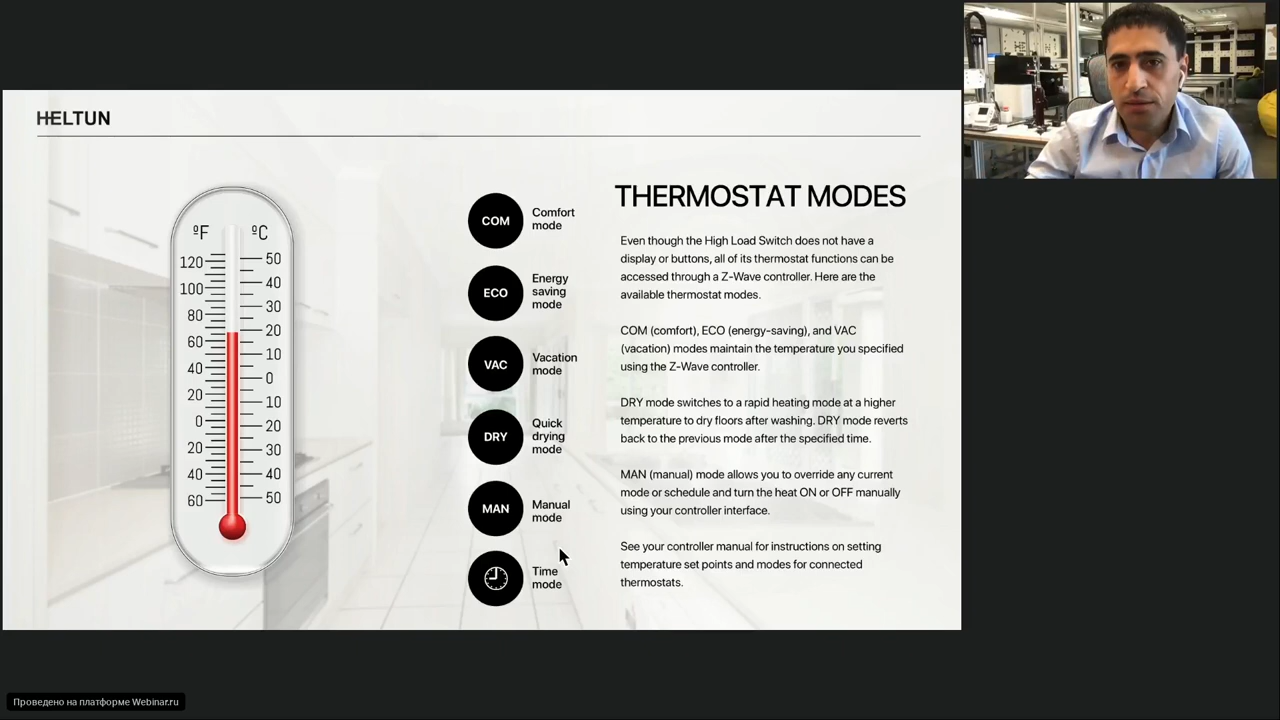 HELTUN
ºF ºC
120 50
100 40
80 30
60 20
40 10
20 0
0 10
20 20
40 30
60 40
50
COM
Comfort
mode
ECO
Energy
saving
mode
VAC
Vacation
mode
DRY
Quick
drying
mode
MAN
Manual
mode
Time
mode
THERMOSTAT MODES
Even though the High Load Switch does not have a
display or buttons, all of its thermostat functions can be
accessed through a Z-Wave controller. Here are the
available thermostat modes.
COM (comfort), ECO (energy-saving), and VAC
(vacation) modes maintain the temperature you specified
using the Z-Wave controller.
DRY mode switches to a rapid heating mode at a higher
temperature to dry floors after washing. DRY mode reverts
back to the previous mode after the specified time.
MAN (manual) mode allows you to override any current
mode or schedule and turn the heat ON or OFF manually
using your controller interface.
See your controller manual for instructions on setting
temperature set points and modes for connected
thermostats.
Проведено на платформе Webinar.ru